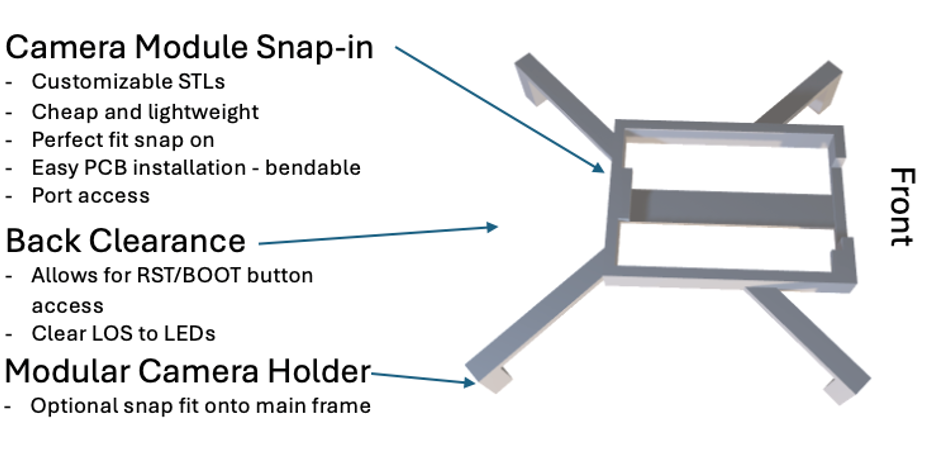 Camera Module Snap-in
- Customizable STLs
- Cheap and lightweight
- Perfect fit snap on
- Easy PCB installation - bendable
- Port access
Back Clearance
- Allows for RST/BOOT button
access
- Clear LOS to LEDs
Modular Camera Holder
- Optional snap fit onto main frame
Front